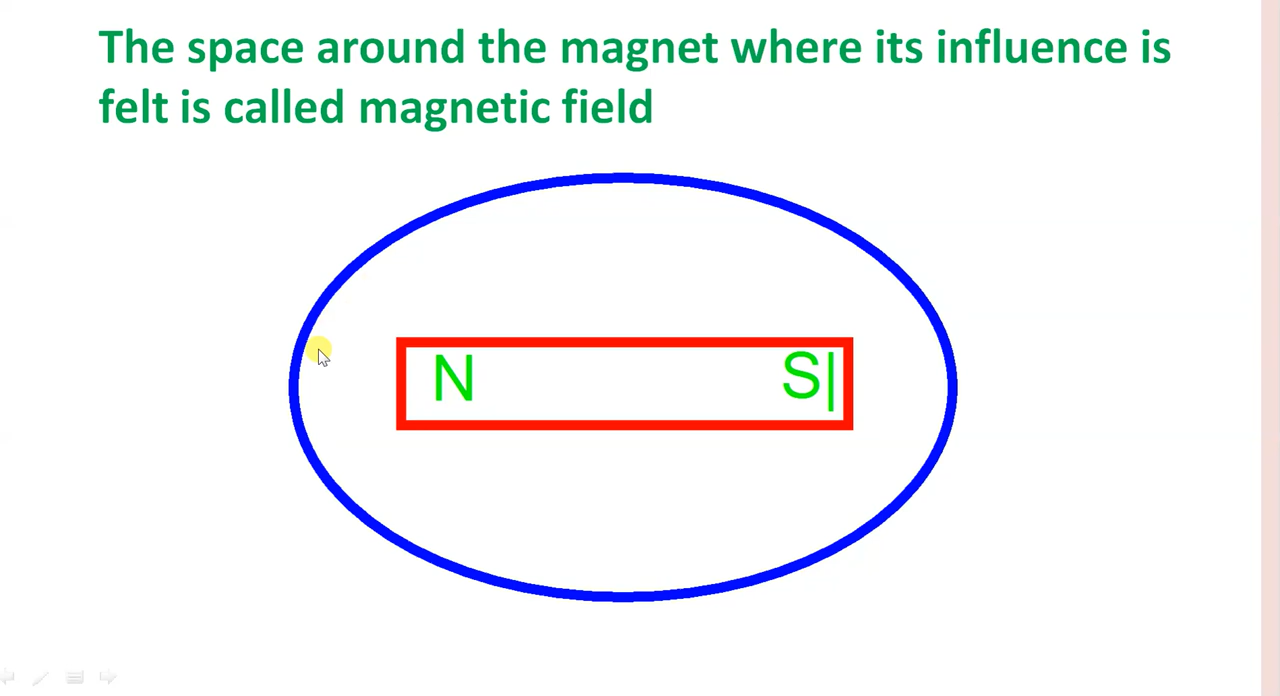 The space around the magnet where its influence is
felt is called magnetic field
N S